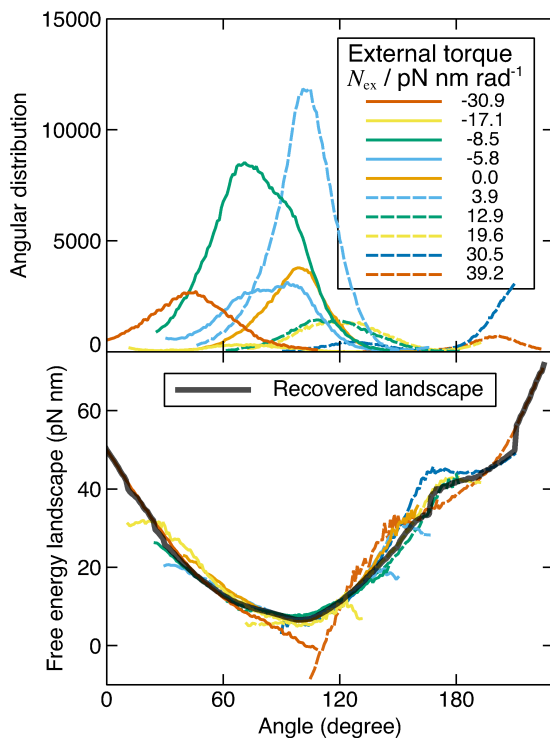 15000
10000
5000
0
Angular distribution
External torque
Nex / pN nm rad-1
-30.9
-17.1
-8.5
-5.8
0.0
3.9
12.9
19.6
30.5
39.2
Recovered landscape
60
40
20
0
Free energy landscape (pN nm)
0 60 120 180
Angle (degree)